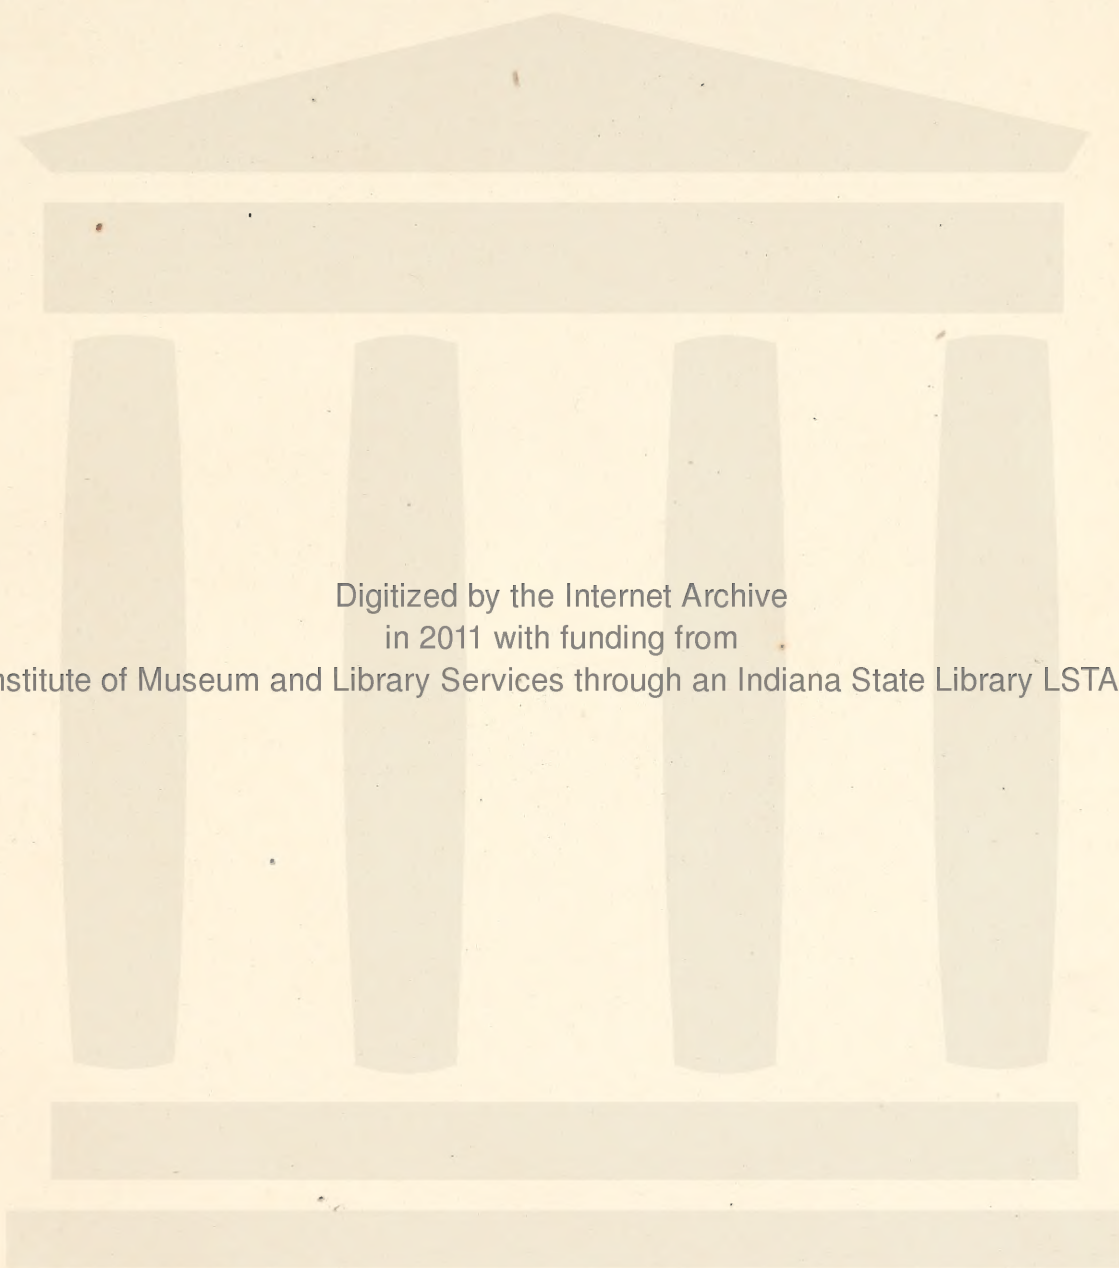 Digitized by the Internet Archive
in 2011 with funding from
nstitute of Museum and Library Services through an Indiana State Library LSTA